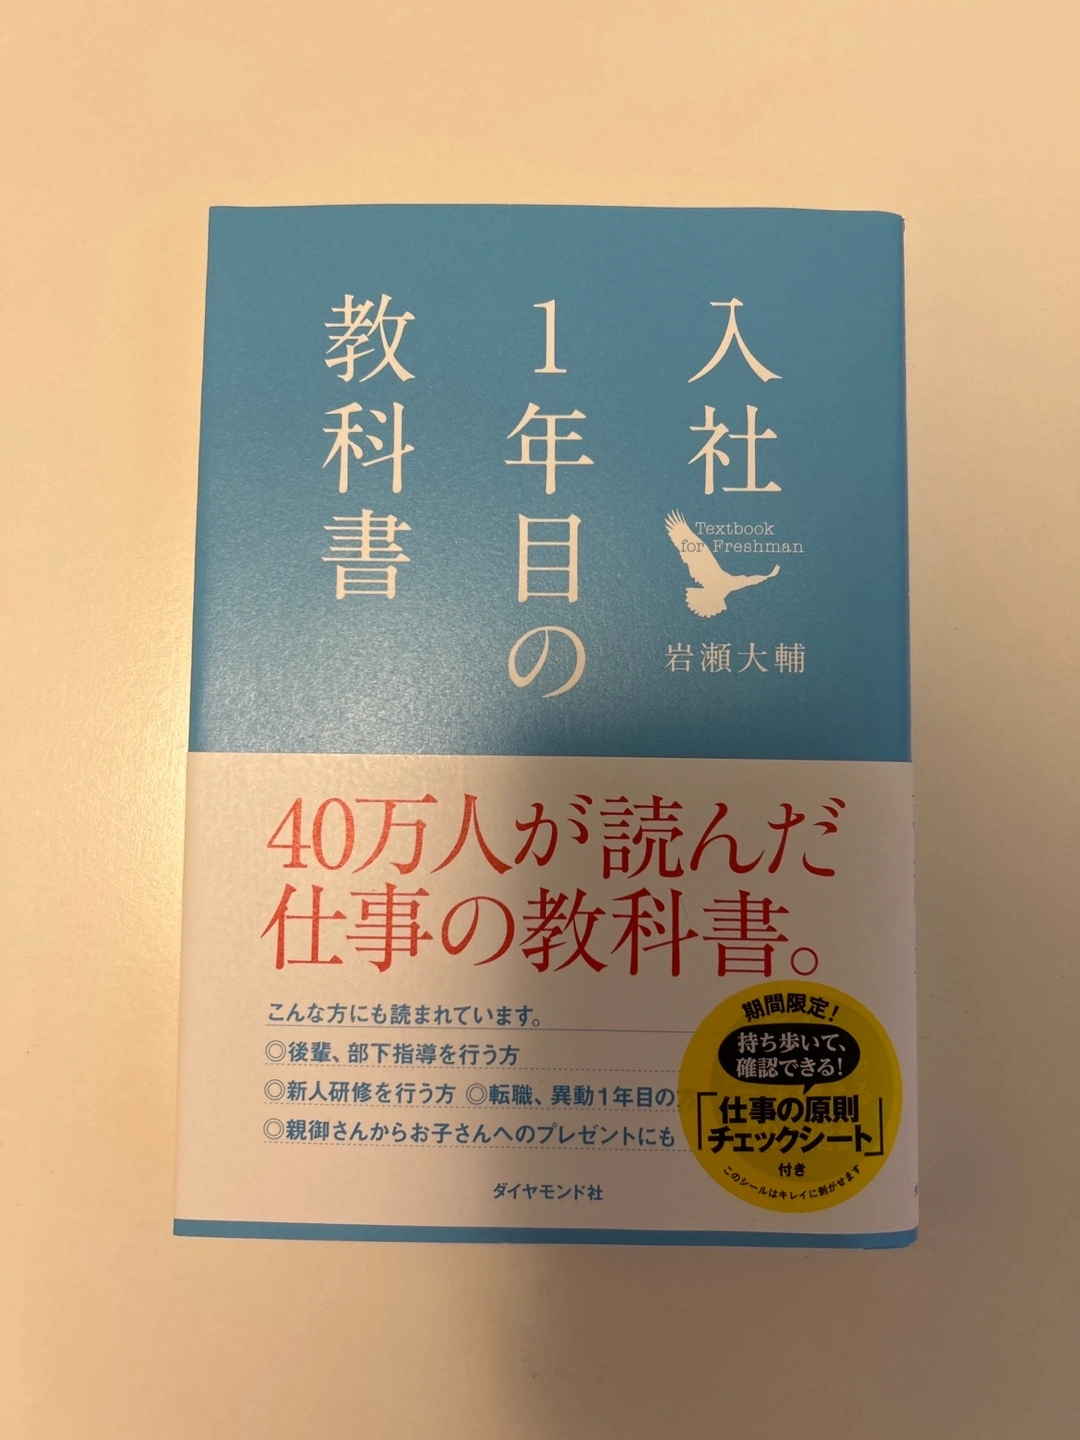 入社
1年目の
教科書
Textbook
for Freshman
岩瀬大輔
40万人が読んだ
仕事の教科書。
こんな方にも読まれています。
◎後輩、部下指導を行う方
◎新人研修を行う方 ◎転職、異動1年目の方
◎親御さんからお子さんへのプレゼントにも
ダイヤモンド社
期間限定!
持ち歩いて、
確認できる!
「仕事の原則
チェックシート」
付き
このシールはキレイに剥がせます